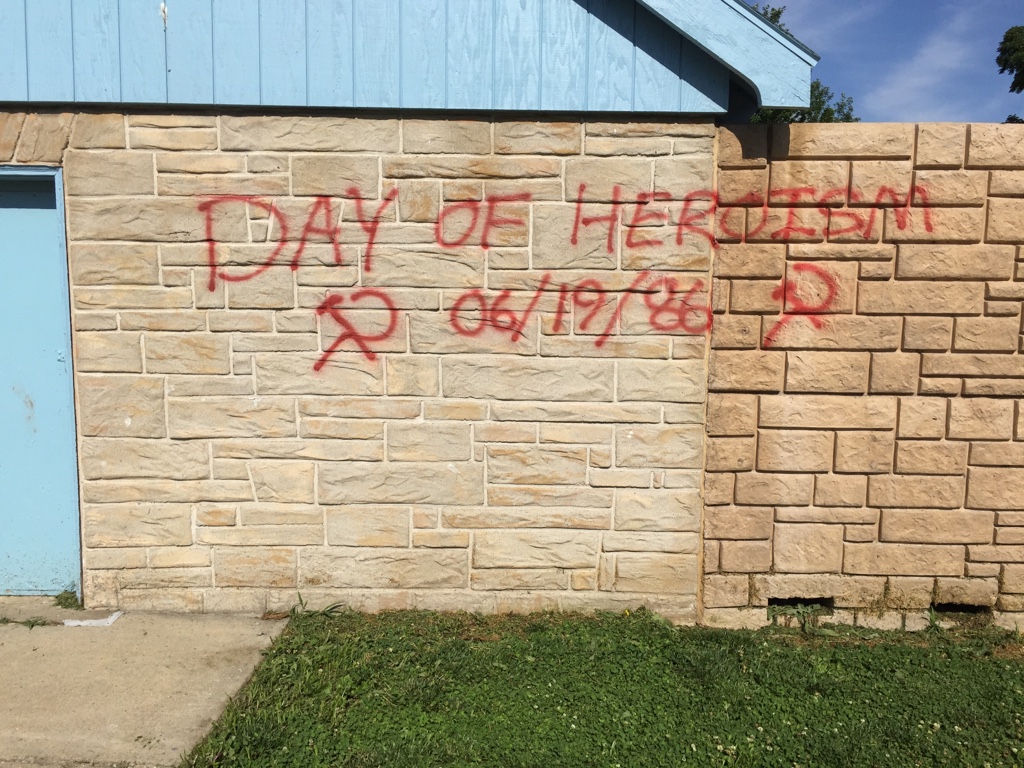 DAY OF HEROISM
☭ 06/19/86 ☭